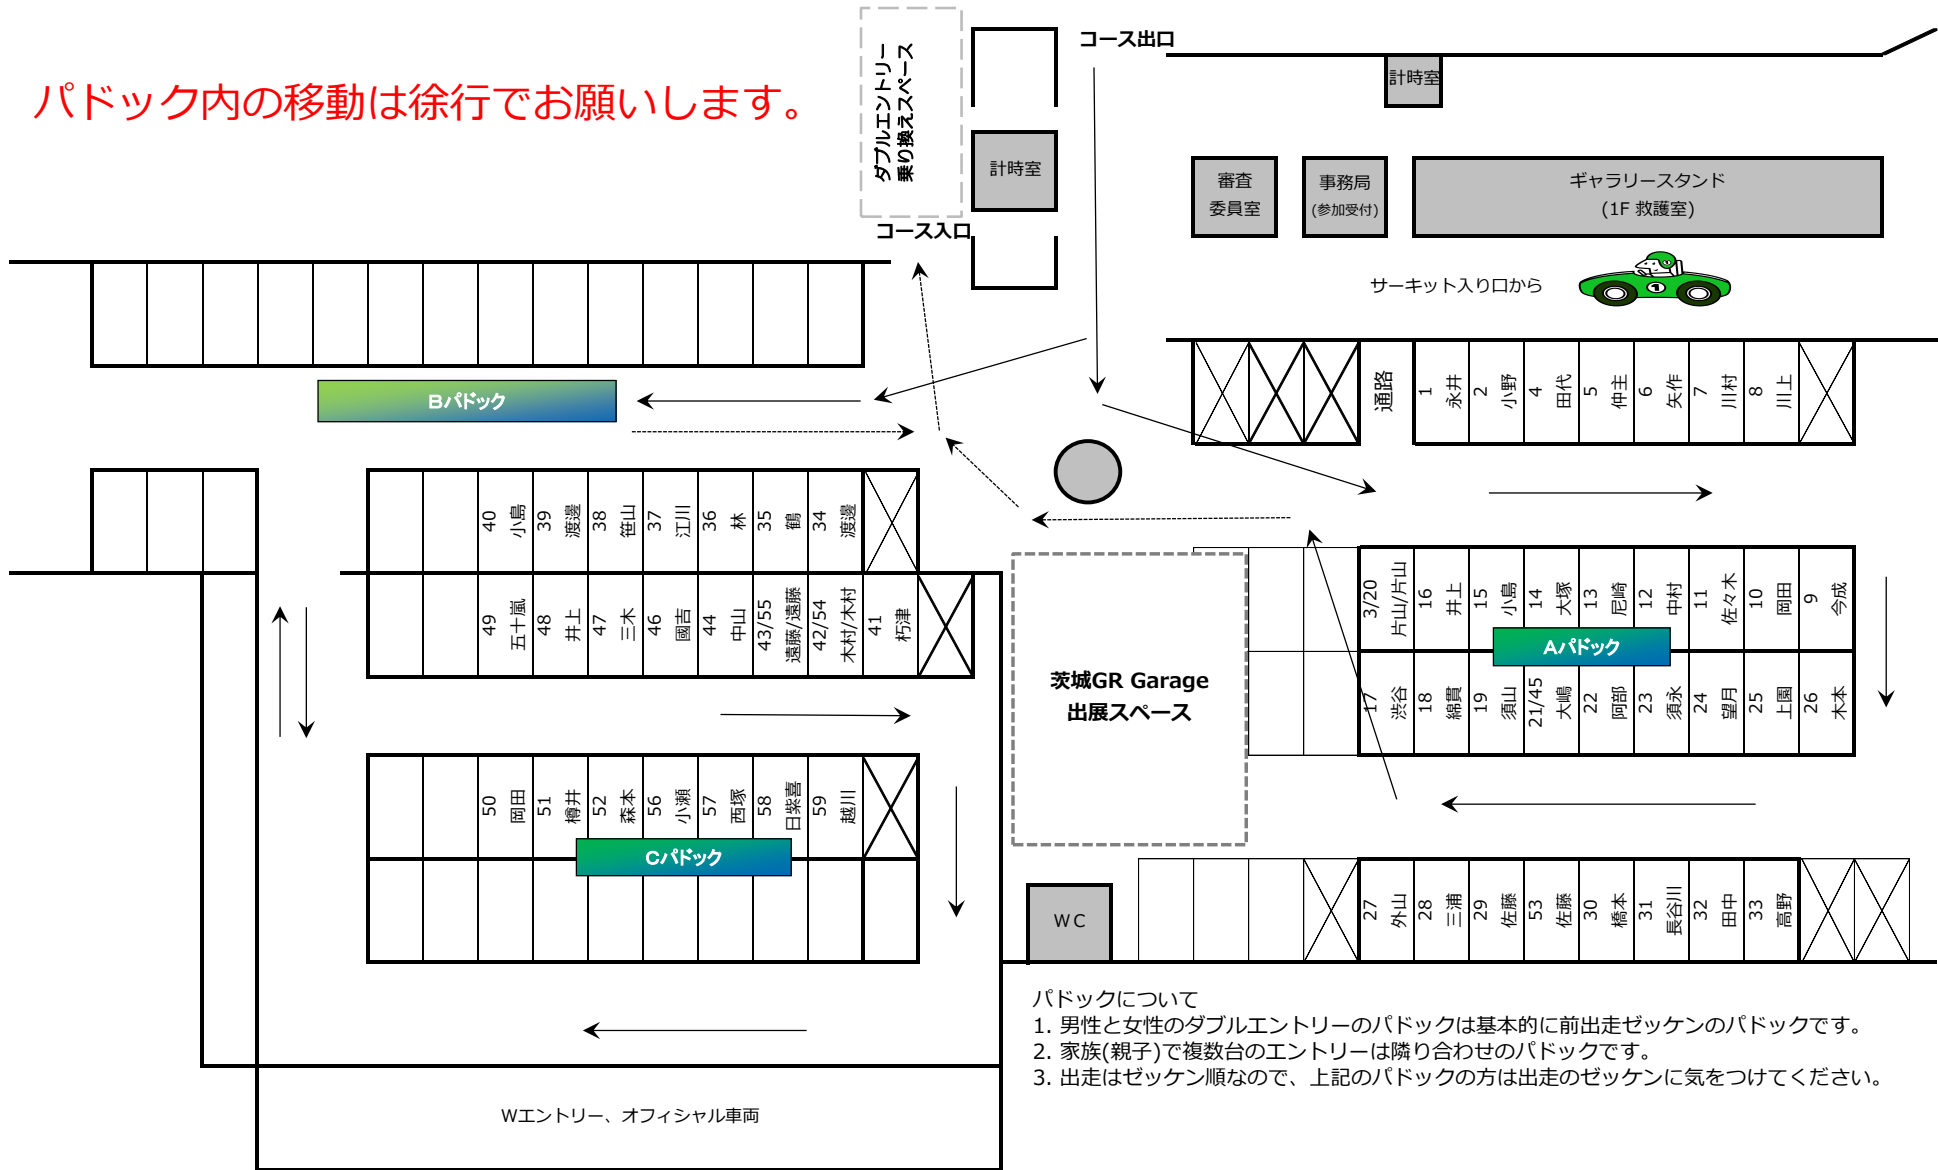 パドック内の移動は徐行でお願いします。
ダブルエントリー
乗り換えスペース
コース出口
計時室
計時室
審査
委員室
事務局
(参加受付)
ギャラリースタンド
(1F 救護室)
コース入口
サーキット入り口から
1
Bパドック
通路
1 永井
2 小野
4 田代
5 仲主
6 矢作
7 川村
8 川上
40 小島
39 渡邊
38 笹山
37 江川
36 林
35 鶴
34 渡邊
49 五十嵐
48 井上
47 三木
46 國吉
44 中山
43/55 遠藤/遠藤
42/54 木村/木村
41 朽津
3/20 片山/片山
16 井上
15 小島
14 大塚
13 尼崎
12 中村
11 佐々木
10 岡田
9 今成
Aパドック
17 渋谷
18 綿貫
19 須山
21/45 大嶋
22 阿部
23 須永
24 望月
25 上園
26 木本
茨城GR Garage
出展スペース
50 岡田
51 樽井
52 森本
56 小瀬
57 西塚
58 日紫喜
59 越川
Cパドック
WC
27 外山
28 三浦
29 佐藤
53 佐藤
30 橋本
31 長谷川
32 田中
33 高野
パドックについて
1. 男性と女性のダブルエントリーのパドックは基本的に前出走ゼッケンのパドックです。
2. 家族(親子)で複数台のエントリーは隣り合わせのパドックです。
3. 出走はゼッケン順なので、上記のパドックの方は出走のゼッケンに気をつけてください。
Wエントリー、オフィシャル車両